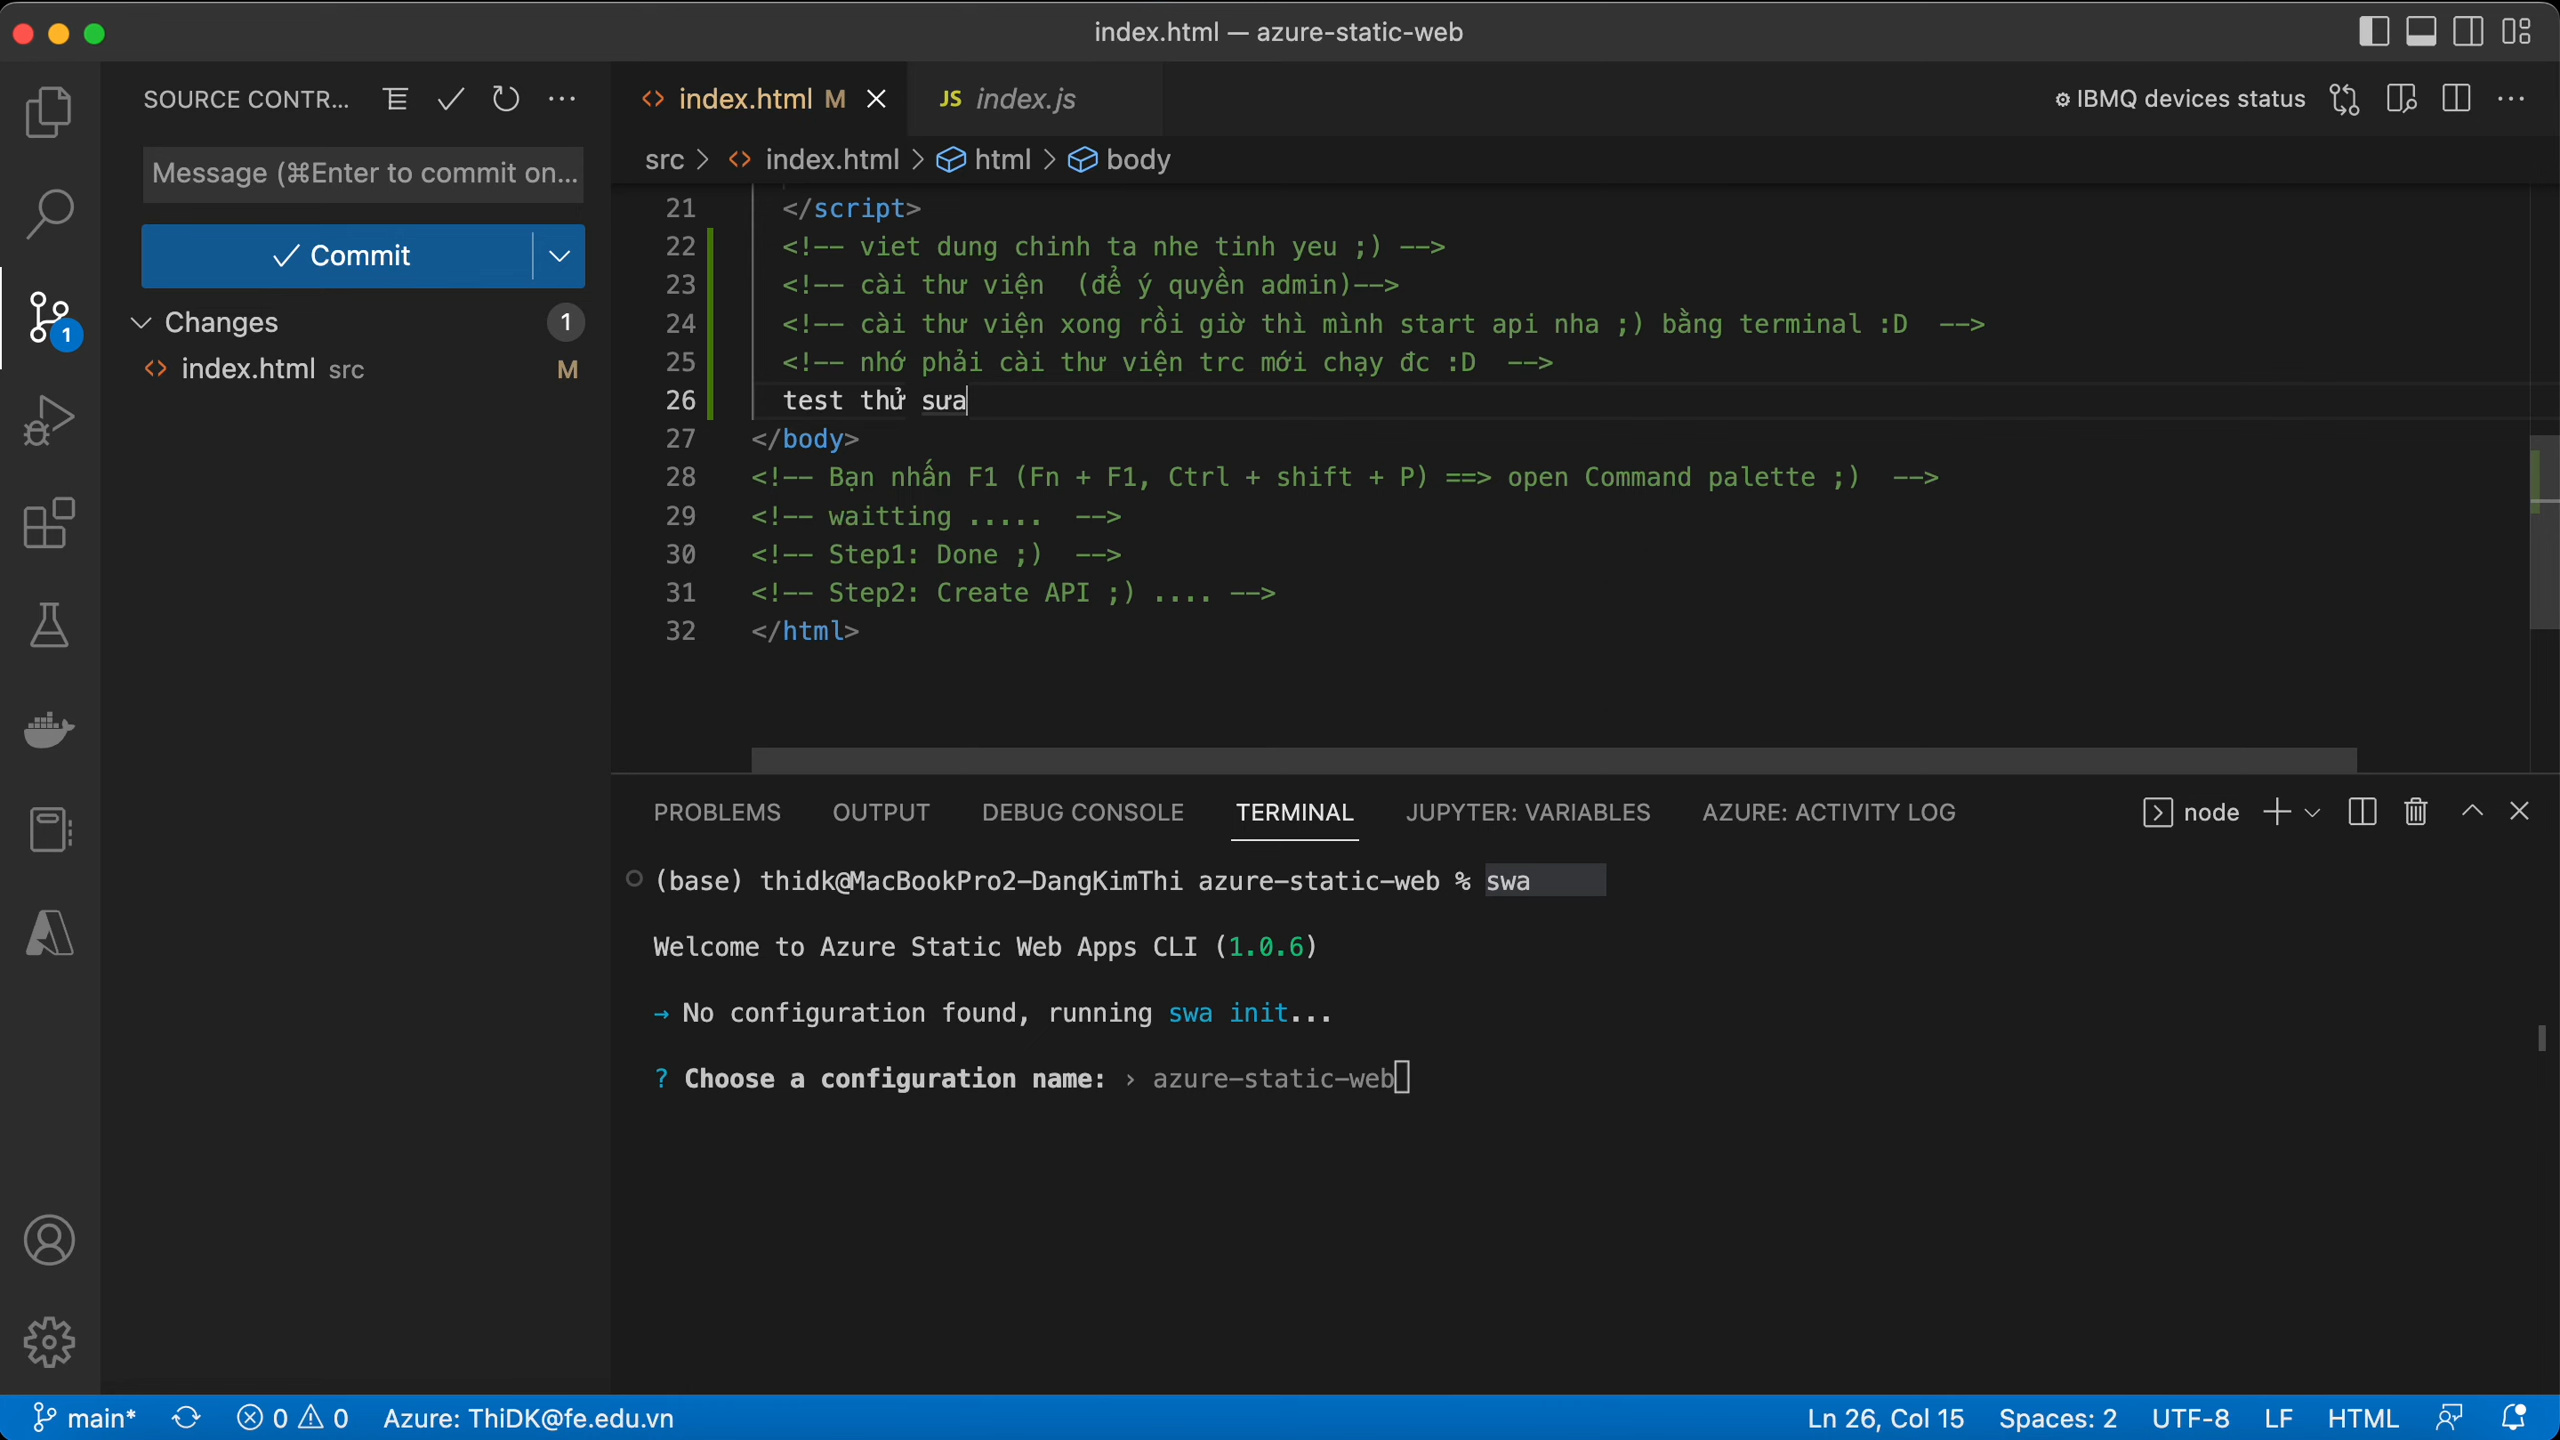 index.html — azure-static-web
SOURCE CONTR...
Message (⌘Enter to commit on...
Commit
Changes 1
index.html src M
1
index.html M
JS index.js
IBMQ devices status
src > index.html > html > body
21 </script>
22 <!-- viet dung chinh ta nhe tinh yeu ;) -->
23 <!-- cài thư viện  (để ý quyền admin)-->
24 <!-- cài thư viện xong rồi giờ thì mình start api nha ;) bằng terminal :D  -->
25 <!-- nhớ phải cài thư viện trc mới chạy đc :D  -->
26 test thử sưa
27 </body>
28 <!-- Bạn nhấn F1 (Fn + F1, Ctrl + shift + P) ==> open Command palette ;)  -->
29 <!-- waitting .....  -->
30 <!-- Step1: Done ;)  -->
31 <!-- Step2: Create API ;) .... -->
32 </html>
PROBLEMS OUTPUT DEBUG CONSOLE TERMINAL JUPYTER: VARIABLES AZURE: ACTIVITY LOG
node
(base) thidk@MacBookPro2-DangKimThi azure-static-web % swa
Welcome to Azure Static Web Apps CLI (1.0.6)
→ No configuration found, running swa init...
? Choose a configuration name: › azure-static-web
main* 0 0 Azure: ThiDK@fe.edu.vn
Ln 26, Col 15 Spaces: 2 UTF-8 LF HTML